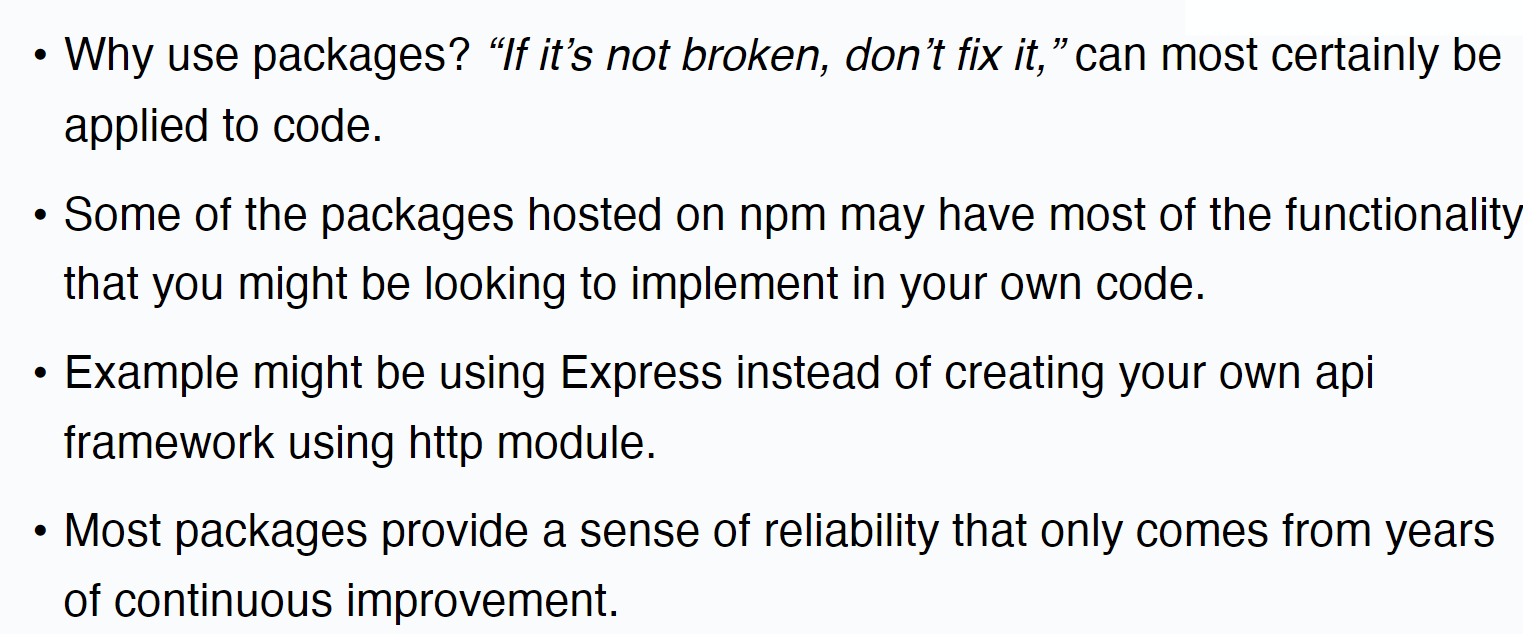 • Why use packages? “If it’s not broken, don’t fix it,” can most certainly be
applied to code.
• Some of the packages hosted on npm may have most of the functionality
that you might be looking to implement in your own code.
• Example might be using Express instead of creating your own api
framework using http module.
• Most packages provide a sense of reliability that only comes from years
of continuous improvement.